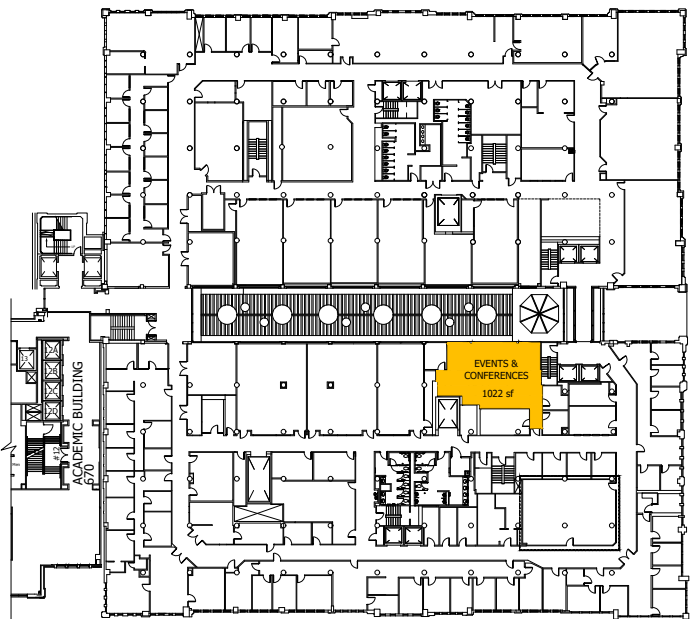 EVENTS &
CONFERENCES
1022 sf
ACADEMIC BUILDING
670
#12